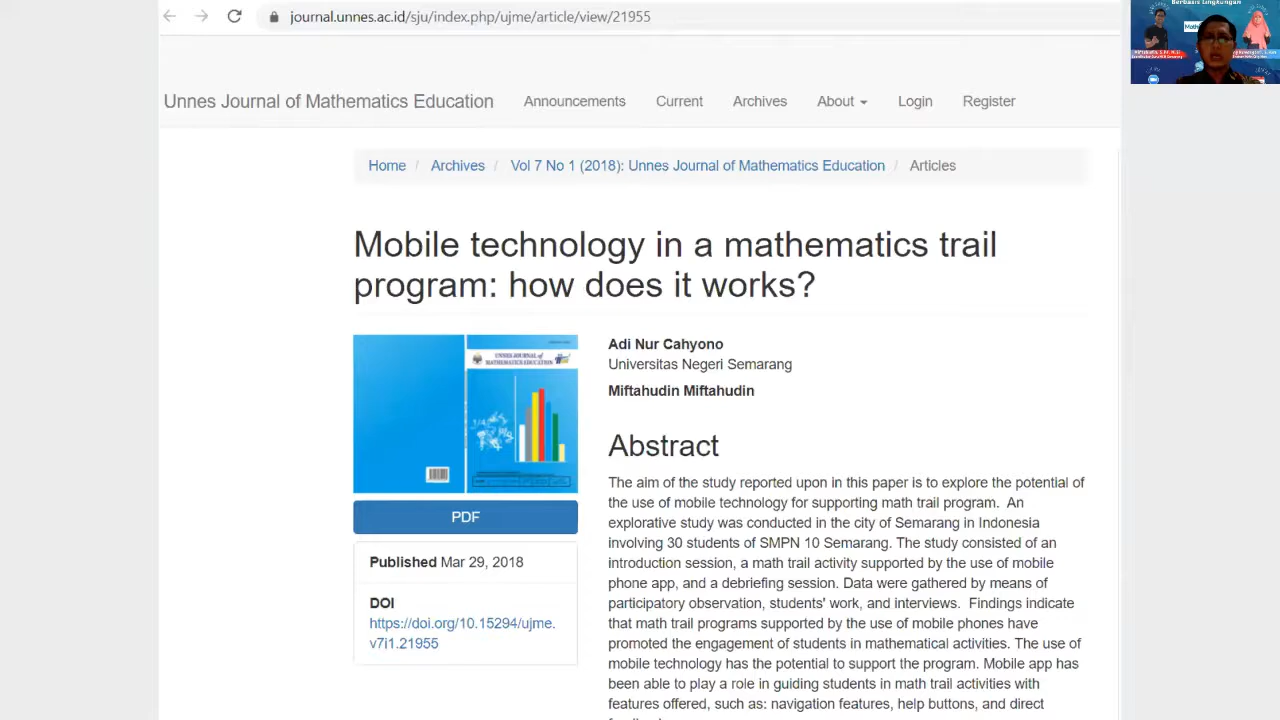 journal.unnes.ac.id/sju/index.php/ujme/article/view/21955
Unnes Journal of Mathematics Education
Announcements
Current
Archives
About
Login
Register
Home / Archives / Vol 7 No 1 (2018): Unnes Journal of Mathematics Education / Articles
Mobile technology in a mathematics trail
program: how does it works?
UNNES JOURNAL of
MATHEMATICS EDUCATION
PDF
Published Mar 29, 2018
DOI
https://doi.org/10.15294/ujme.
v7i1.21955
Adi Nur Cahyono
Universitas Negeri Semarang
Miftahudin Miftahudin
Abstract
The aim of the study reported upon in this paper is to explore the potential of
the use of mobile technology for supporting math trail program. An
explorative study was conducted in the city of Semarang in Indonesia
involving 30 students of SMPN 10 Semarang. The study consisted of an
introduction session, a math trail activity supported by the use of mobile
phone app, and a debriefing session. Data were gathered by means of
participatory observation, students' work, and interviews. Findings indicate
that math trail programs supported by the use of mobile phones have
promoted the engagement of students in mathematical activities. The use of
mobile technology has the potential to support the program. Mobile app has
been able to play a role in guiding students in math trail activities with
features offered, such as: navigation features, help buttons, and direct
Berbasis Lingkungan